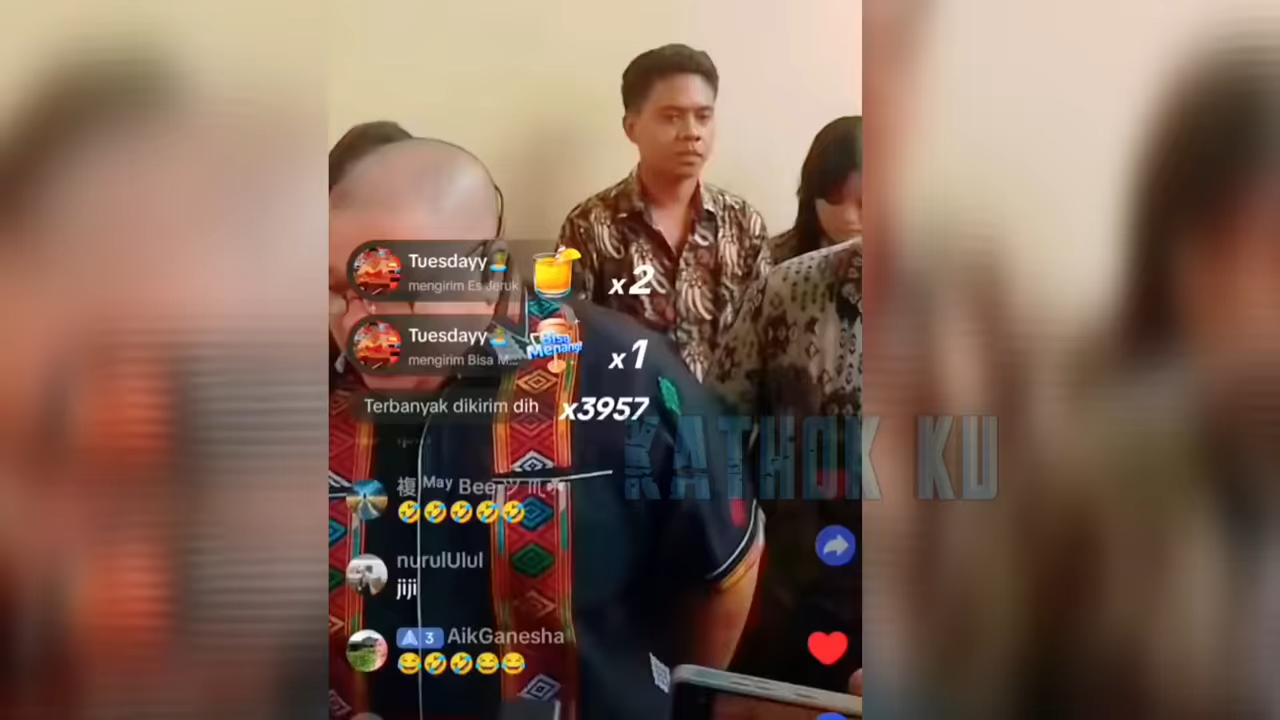 Tuesdayy
mengirim Es Jeruk
x2
Tuesdayy
mengirim Bisa M...
Bisa
Menang!
x1
Terbanyak dikirim dih
x3957
KATHOK KU
複 May Bee
nurulUlul
jiji
3 AikGanesha